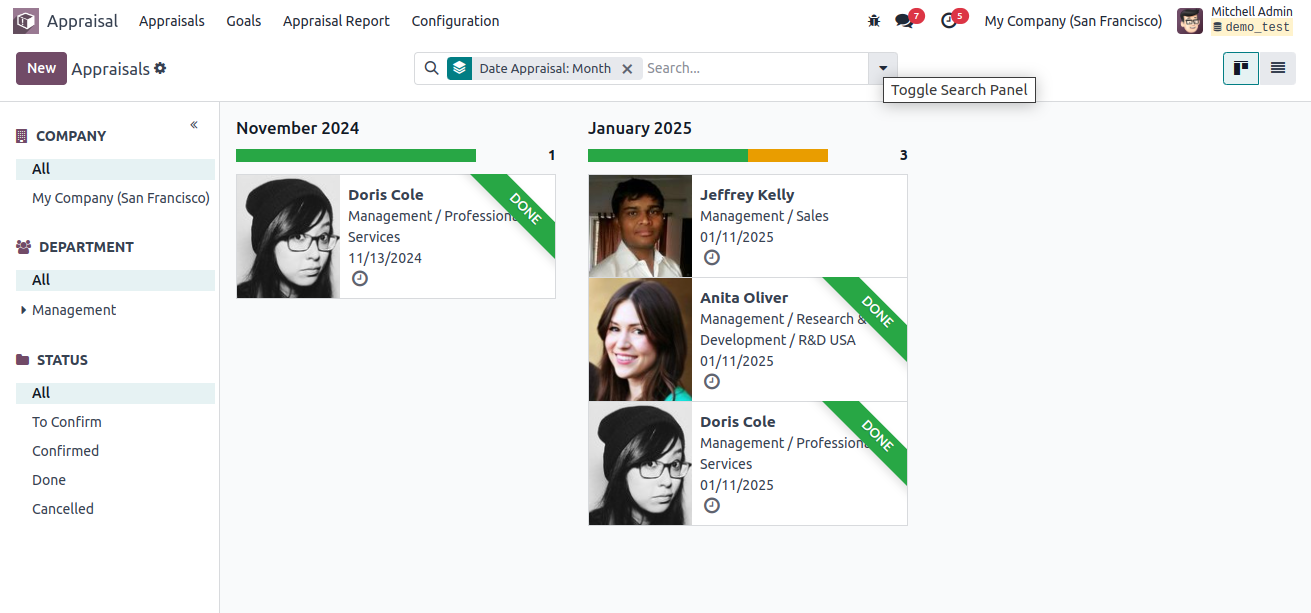 Appraisal Appraisals Goals Appraisal Report Configuration 7 5 My Company (San Francisco) Mitchell Admin
demo_test
New Appraisals Date Appraisal: Month Search...
Toggle Search Panel
COMPANY
All
My Company (San Francisco)
DEPARTMENT
All
Management
STATUS
All
To Confirm
Confirmed
Done
Cancelled
November 2024
1
Doris Cole
Management / Professional
Services
11/13/2024
DONE
January 2025
3
Jeffrey Kelly
Management / Sales
01/11/2025
Anita Oliver
Management / Research &
Development / R&D USA
01/11/2025
DONE
Doris Cole
Management / Professional
Services
01/11/2025
DONE